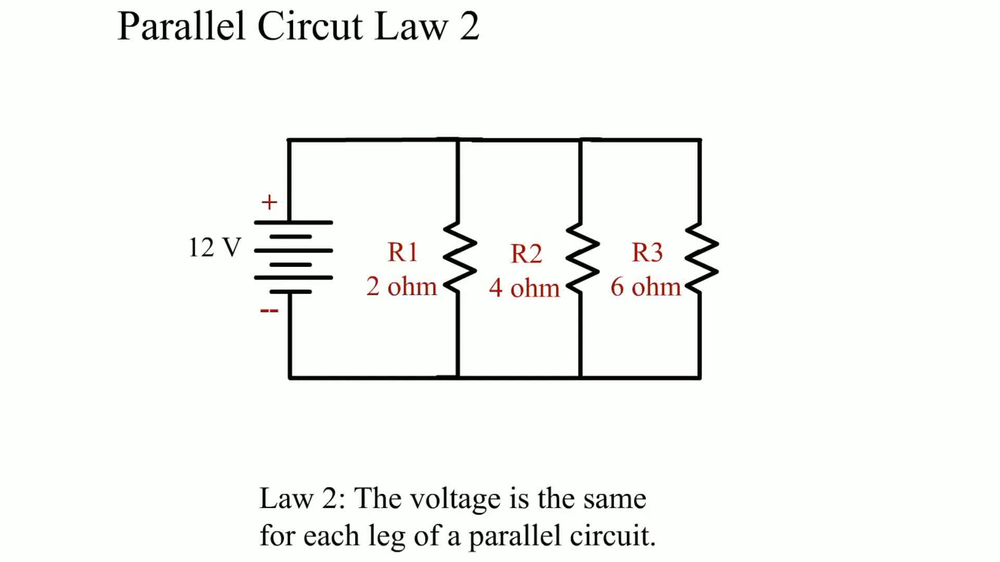 Parallel Circut Law 2
+
12 V
R1
2 ohm
R2
4 ohm
R3
6 ohm
--
Law 2: The voltage is the same
for each leg of a parallel circuit.